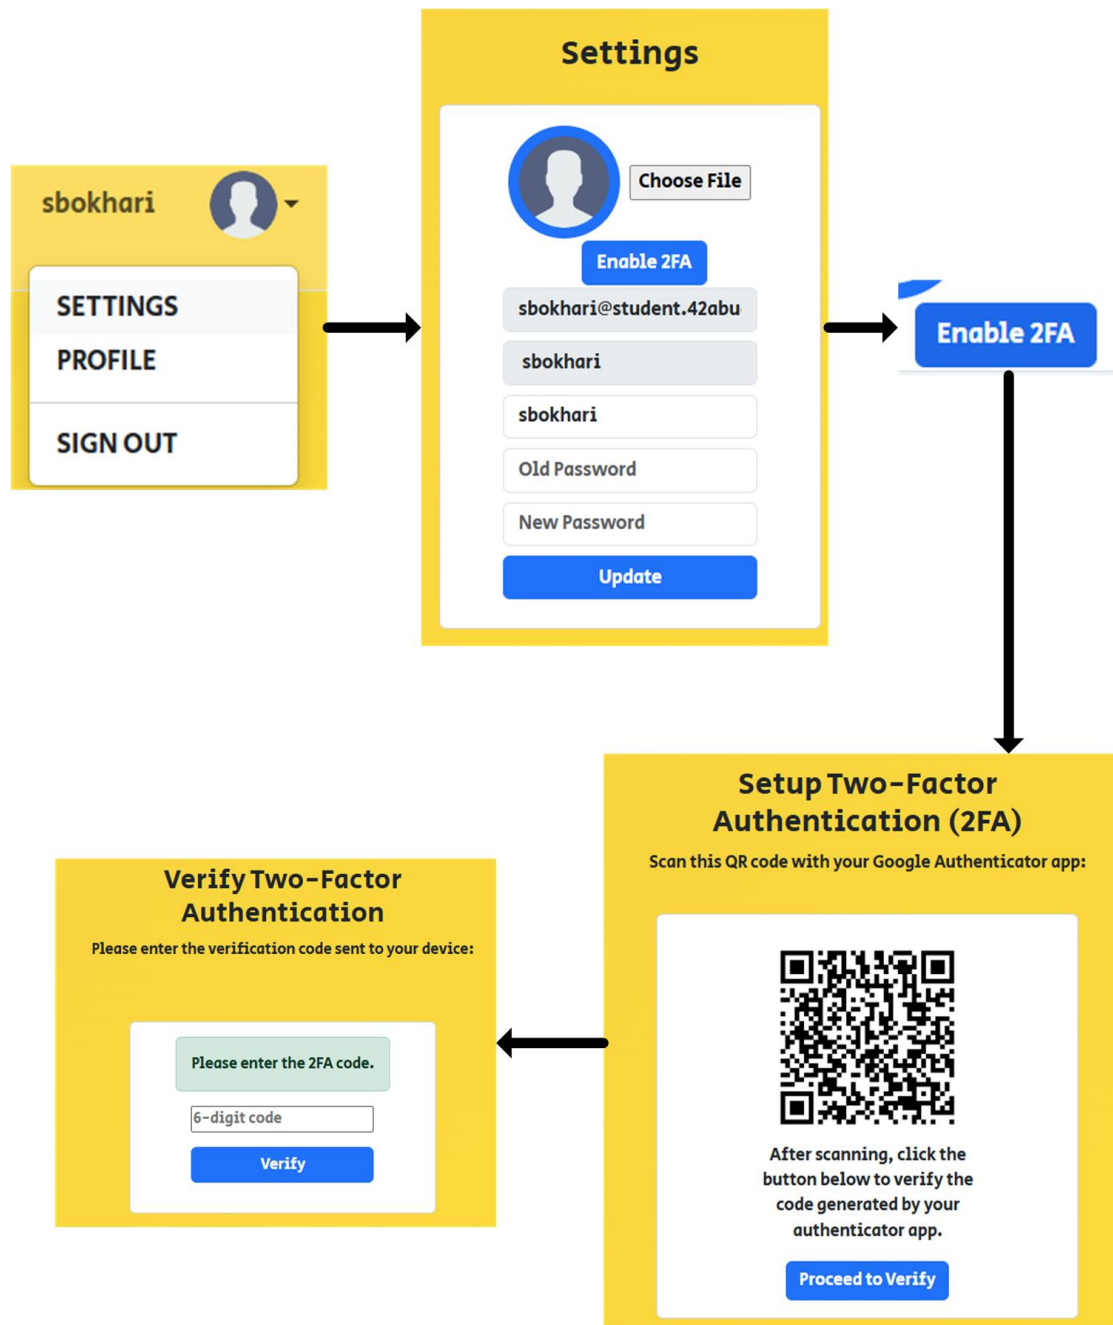 sbokhari
SETTINGS
PROFILE
SIGN OUT
Settings
Choose File
Enable 2FA
sbokhari@student.42abu
sbokhari
sbokhari
Old Password
New Password
Update
Enable 2FA
Setup Two-Factor
Authentication (2FA)
Scan this QR code with your Google Authenticator app:
After scanning, click the
button below to verify the
code generated by your
authenticator app.
Proceed to Verify
Verify Two-Factor
Authentication
Please enter the verification code sent to your device:
Please enter the 2FA code.
6-digit code
Verify